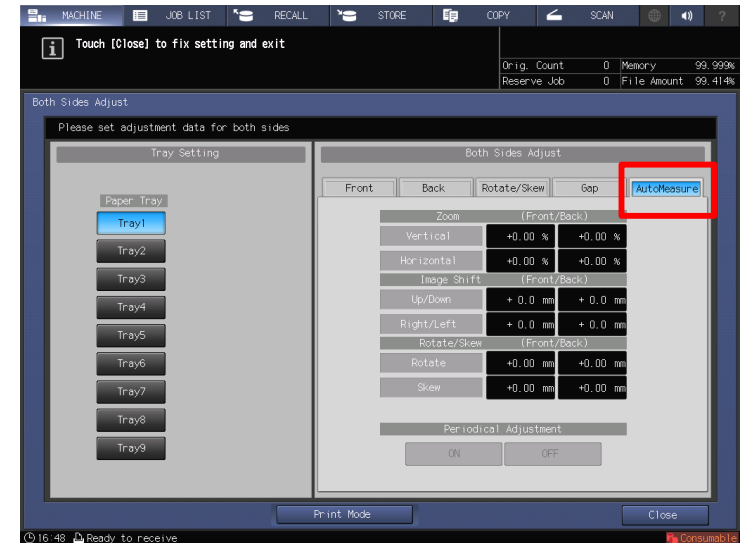 MACHINE JOB LIST RECALL STORE COPY SCAN ?
Touch [Close] to fix setting and exit
Orig. Count 0 Memory 99.999%
Reserve Job 0 File Amount 99.414%
Both Sides Adjust
Please set adjustment data for both sides
Tray Setting
Paper Tray
Tray1
Tray2
Tray3
Tray4
Tray5
Tray6
Tray7
Tray8
Tray9
Both Sides Adjust
Front Back Rotate/Skew Gap AutoMeasure
Zoom (Front/Back)
Vertical +0.00 % +0.00 %
Horizontal +0.00 % +0.00 %
Image Shift (Front/Back)
Up/Down + 0.0 mm + 0.0 mm
Right/Left + 0.0 mm + 0.0 mm
Rotate/Skew (Front/Back)
Rotate +0.00 mm +0.00 mm
Skew +0.00 mm +0.00 mm
Periodical Adjustment
ON OFF
Print Mode Close
16:48 Ready to receive Consumable